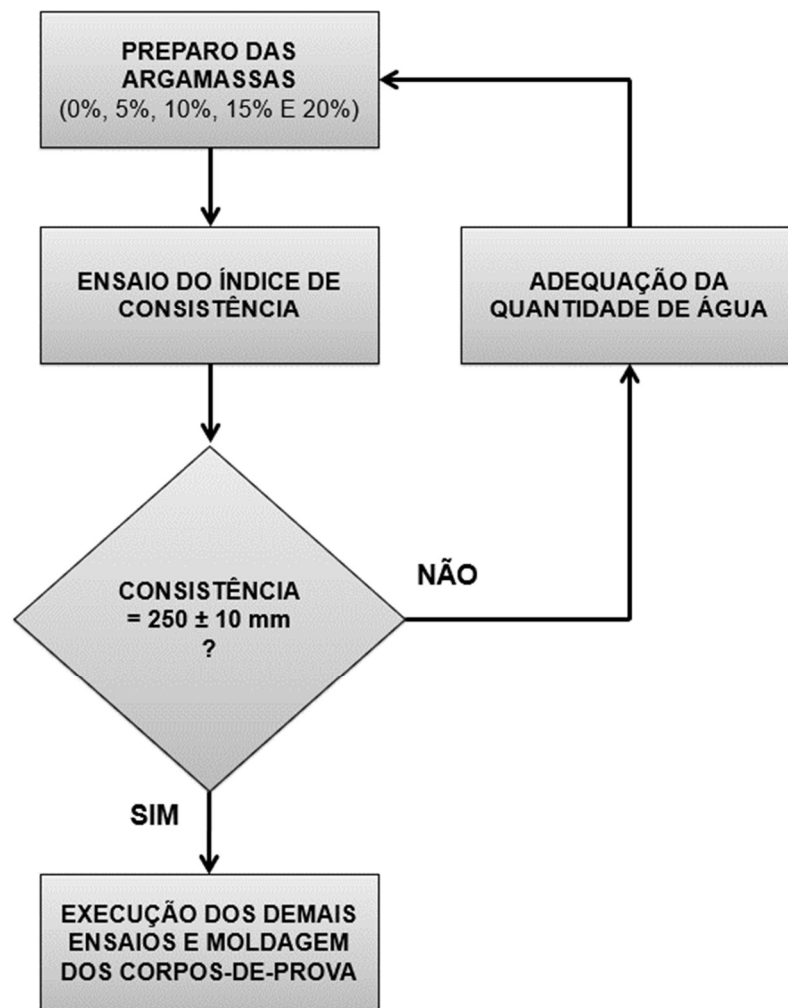 PREPARO DAS
ARGAMASSAS
(0%, 5%, 10%, 15% E 20%)
ENSAIO DO ÍNDICE DE
CONSISTÊNCIA
ADEQUAÇÃO DA
QUANTIDADE DE ÁGUA
CONSISTÊNCIA
= 250 ± 10 mm
?
NÃO
SIM
EXECUÇÃO DOS DEMAIS
ENSAIOS E MOLDAGEM
DOS CORPOS-DE-PROVA